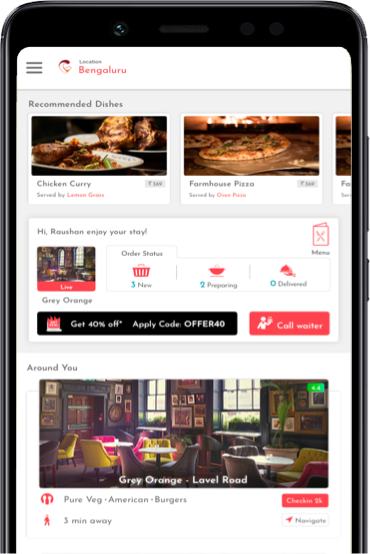 Location
Bengaluru
Recommended Dishes
Chicken Curry
₹ 369
Served by Lemon Grass
Farmhouse Pizza
₹ 369
Served by Oven Pizza
Fa
Serv
Hi, Raushan enjoy your stay!
Menu
Order Status
Live
3 New
2 Preparing
0 Delivered
Grey Orange
Get 40% off* Apply Code: OFFER40
Call waiter
Around You
4.4
Grey Orange - Lavel Road
Pure Veg • American • Burgers
Checkin 2k
3 min away
Navigate